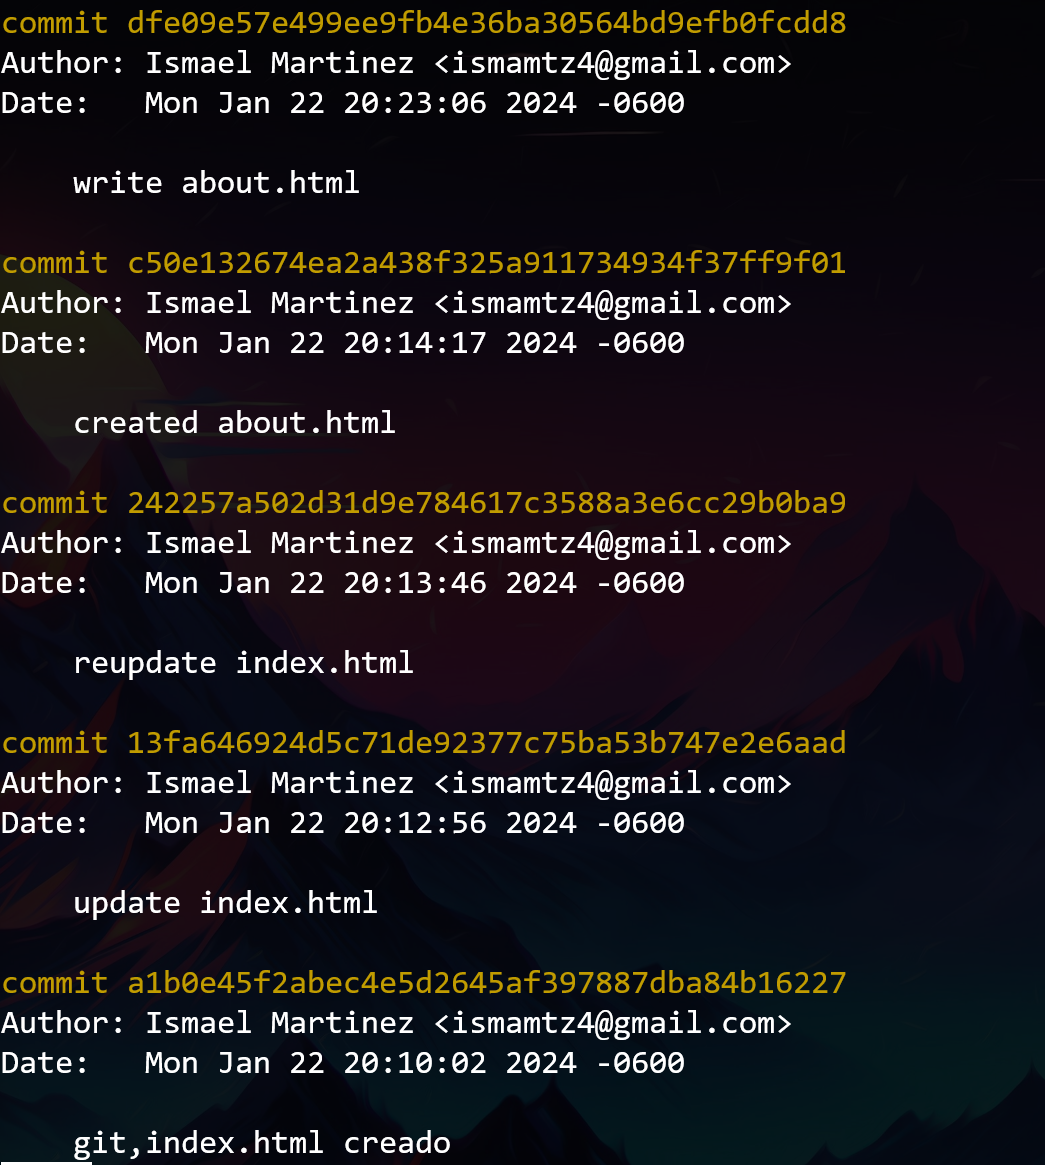 commit dfe09e57e499ee9fb4e36ba30564bd9efb0fcdd8
Author: Ismael Martinez <ismamtz4@gmail.com>
Date:   Mon Jan 22 20:23:06 2024 -0600
write about.html
commit c50e132674ea2a438f325a911734934f37ff9f01
Author: Ismael Martinez <ismamtz4@gmail.com>
Date:   Mon Jan 22 20:14:17 2024 -0600
created about.html
commit 242257a502d31d9e784617c3588a3e6cc29b0ba9
Author: Ismael Martinez <ismamtz4@gmail.com>
Date:   Mon Jan 22 20:13:46 2024 -0600
reupdate index.html
commit 13fa646924d5c71de92377c75ba53b747e2e6aad
Author: Ismael Martinez <ismamtz4@gmail.com>
Date:   Mon Jan 22 20:12:56 2024 -0600
update index.html
commit a1b0e45f2abec4e5d2645af397887dba84b16227
Author: Ismael Martinez <ismamtz4@gmail.com>
Date:   Mon Jan 22 20:10:02 2024 -0600
git,index.html creado